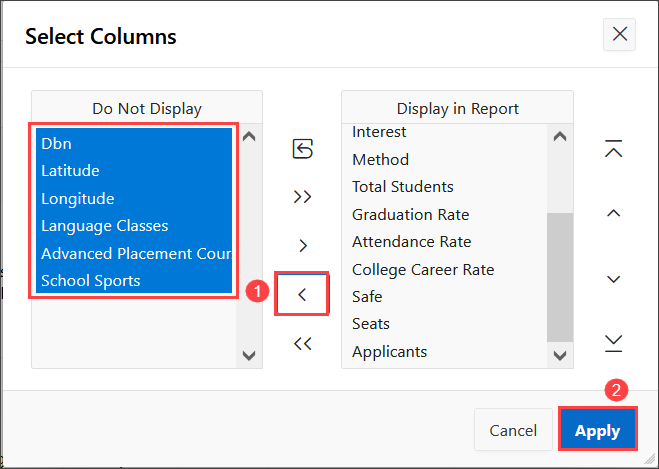 Select Columns
Do Not Display
Dbn
Latitude
Longitude
Language Classes
Advanced Placement Cour
School Sports
1
Display in Report
Interest
Method
Total Students
Graduation Rate
Attendance Rate
College Career Rate
Safe
Seats
Applicants
2
Cancel
Apply